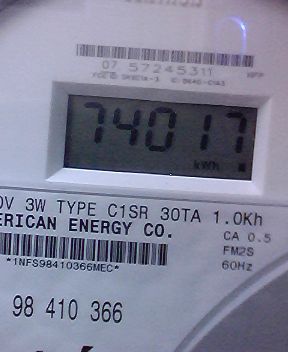 07 57245311
74017
kWh
0V 3W TYPE C1SR 30TA 1.0Kh
ERICAN ENERGY CO.
CA 0.5
FM2S
60Hz
*1NFS98410366MEC*
98 410 366